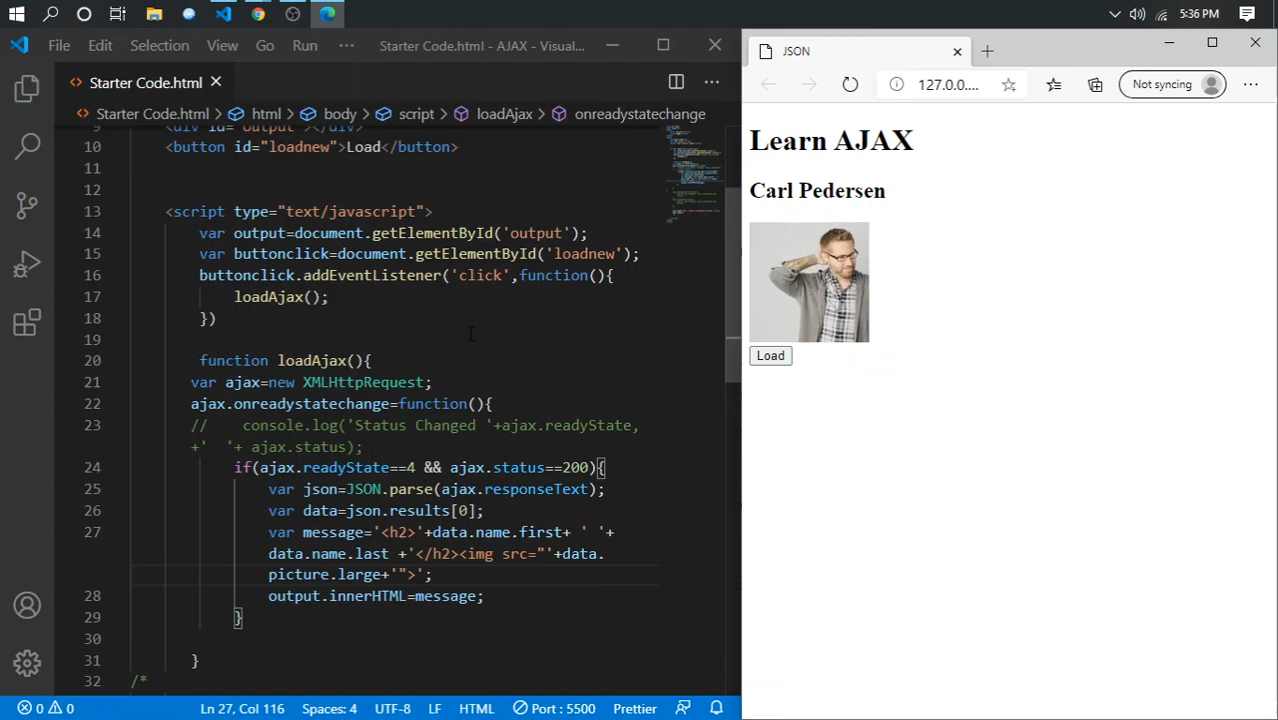 5:36 PM
File Edit Selection View Go Run ... Starter Code.html - AJAX - Visual...
Starter Code.html
Starter Code.html > html > body > script > loadAjax > onreadystatechange
9 <div id="output"></div>
10 <button id="loadnew">Load</button>
11
12
13 <script type="text/javascript">
14 var output=document.getElementById('output');
15 var buttonclick=document.getElementById('loadnew');
16 buttonclick.addEventListener('click',function(){
17 loadAjax();
18 })
19
20 function loadAjax(){
21 var ajax=new XMLHttpRequest;
22 ajax.onreadystatechange=function(){
23 // console.log('Status Changed '+ajax.readyState,
+' '+ ajax.status);
24 if(ajax.readyState==4 && ajax.status==200){
25 var json=JSON.parse(ajax.responseText);
26 var data=json.results[0];
27 var message='<h2>'+data.name.first+ ' '+
data.name.last +'</h2><img src="'+data.
picture.large+'">';
28 output.innerHTML=message;
29 }
30
31 }
32 /*
0 0 Ln 27, Col 116 Spaces: 4 UTF-8 LF HTML Port : 5500 Prettier
JSON
127.0.0.... Not syncing ...
Learn AJAX
Carl Pedersen
Load